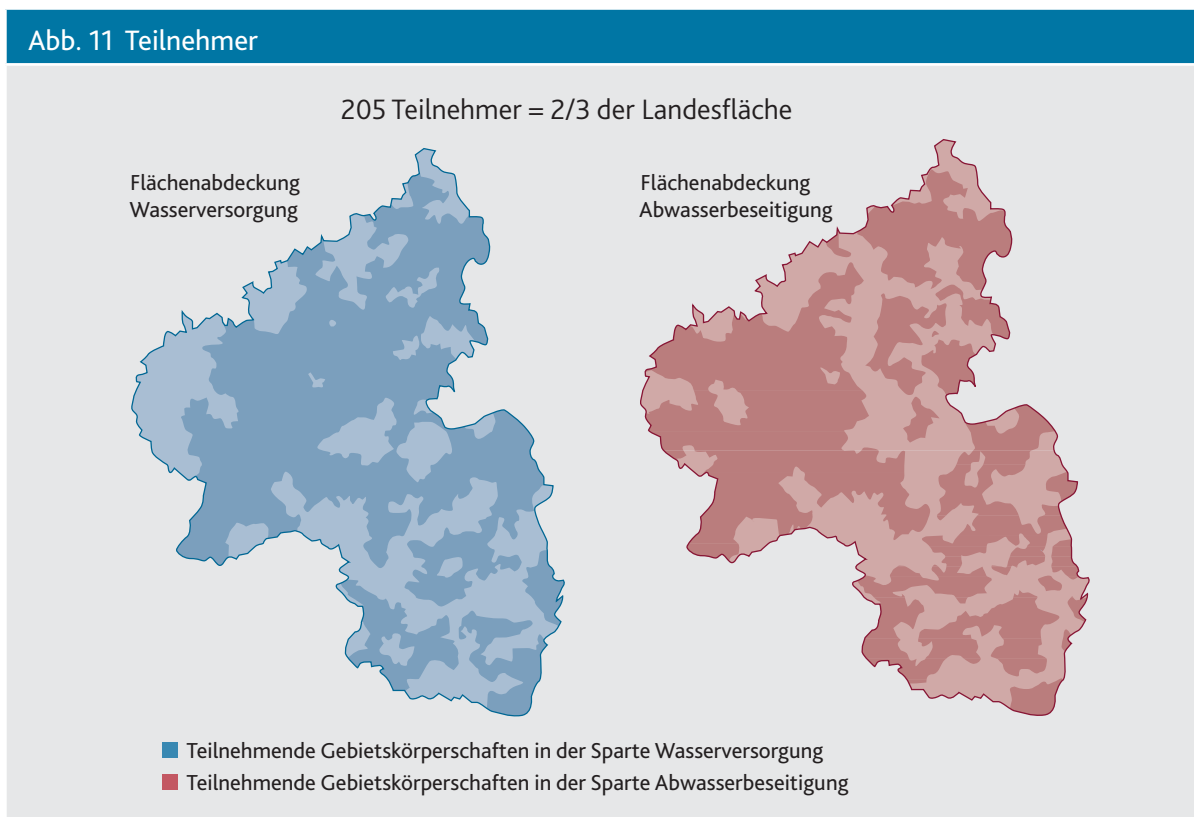 Abb. 11 Teilnehmer
205 Teilnehmer = 2/3 der Landesfläche
Flächenabdeckung
Wasserversorgung
Flächenabdeckung
Abwasserbeseitigung
Teilnehmende Gebietskörperschaften in der Sparte Wasserversorgung
Teilnehmende Gebietskörperschaften in der Sparte Abwasserbeseitigung